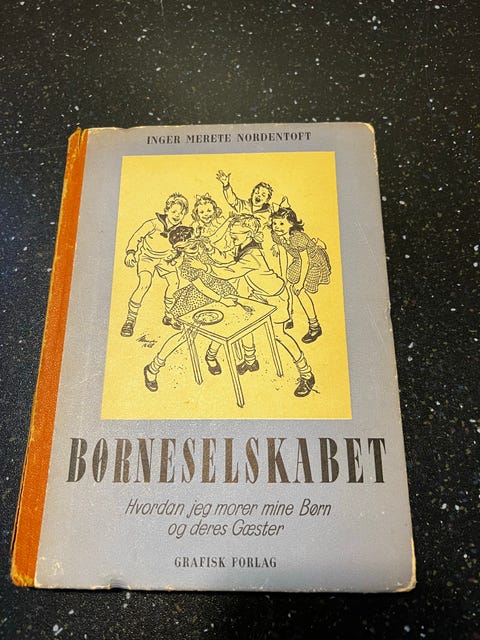 INGER MERETE NORDENTOFT
BØRNESELSKABET
Hvordan jeg morer mine Børn
og deres Gæster
GRAFISK FORLAG